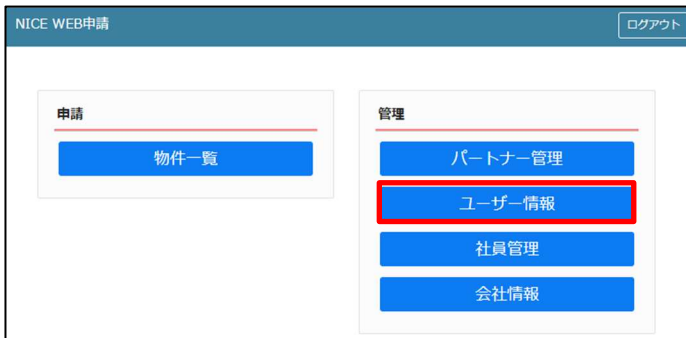 NICE WEB申請
ログアウト
申請
物件一覧
管理
パートナー管理
ユーザー情報
社員管理
会社情報